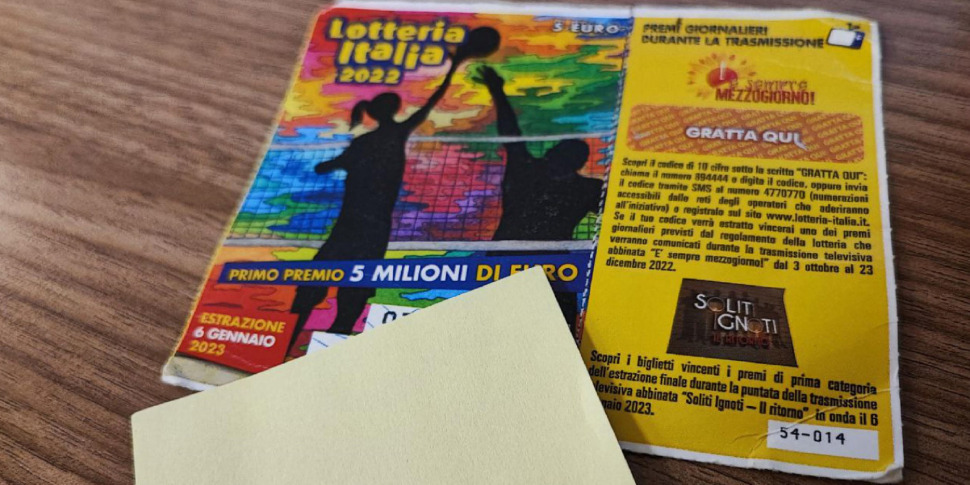 Lotteria
Italia
2022
5 EURO
PRIMO PREMIO 5 MILIONI DI EURO
ESTRAZIONE
6 GENNAIO
2023
PREMI GIORNALIERI
DURANTE LA TRASMISSIONE
È sempre
MEZZOGIORNO!
GRATTA QUI
Scopri il codice di 10 cifre sotto la scritta "GRATTA QUI":
chiama il numero 894444 e digita il codice, oppure invia
il codice tramite SMS al numero 4770770 (numerazioni
accessibili dalle reti degli operatori che aderiranno
all'iniziativa) o registralo sul sito www.lotteria-italia.it.
Se il tuo codice verrà estratto vincerai uno dei premi
giornalieri previsti dal regolamento della lotteria che
verranno comunicati durante la trasmissione televisiva
abbinata "E' sempre mezzogiorno!" dal 3 ottobre al 23
dicembre 2022.
SOLITI
IGNOTI
IL RITORNO
Scopri i biglietti vincenti i premi di prima categoria
dell'estrazione finale durante la puntata della trasmissione
televisiva abbinata "Soliti Ignoti – Il ritorno" in onda il 6
gennaio 2023.
54-014